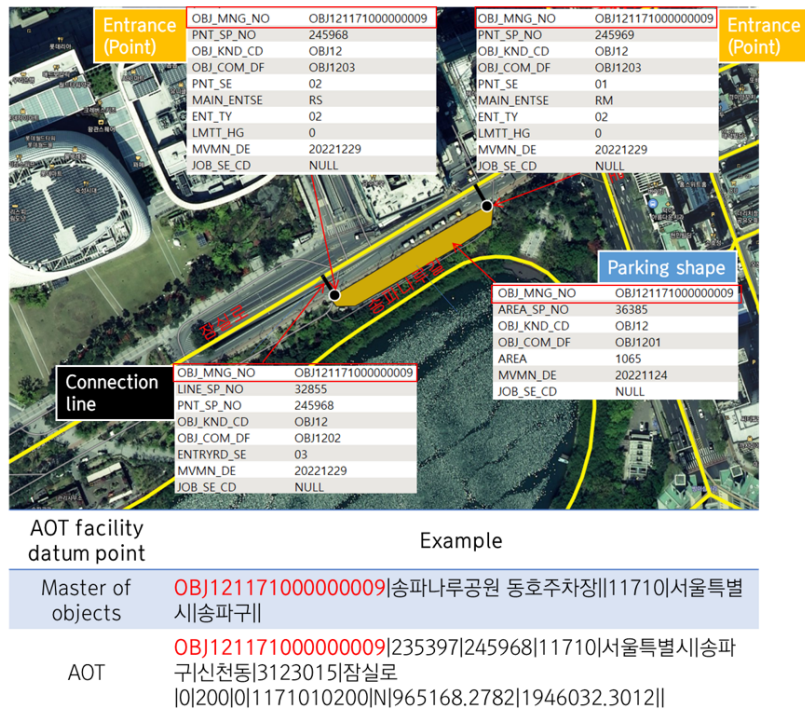 Entrance
(Point)
OBJ_MNG_NO OBJ121171000000009
PNT_SP_NO 245968
OBJ_KND_CD OBJ12
OBJ_COM_DF OBJ1203
PNT_SE 02
MAIN_ENTSE RS
ENT_TY 02
LMTT_HG 0
MVMN_DE 20221229
JOB_SE_CD NULL
OBJ_MNG_NO OBJ121171000000009
PNT_SP_NO 245969
OBJ_KND_CD OBJ12
OBJ_COM_DF OBJ1203
PNT_SE 01
MAIN_ENTSE RM
ENT_TY 02
LMTT_HG 0
MVMN_DE 20221229
JOB_SE_CD NULL
Entrance
(Point)
잠실로
송파나루길
Parking shape
OBJ_MNG_NO OBJ121171000000009
AREA_SP_NO 36385
OBJ_KND_CD OBJ12
OBJ_COM_DF OBJ1201
AREA 1065
MVMN_DE 20221124
JOB_SE_CD NULL
Connection
line
OBJ_MNG_NO OBJ121171000000009
LINE_SP_NO 32855
PNT_SP_NO 245968
OBJ_KND_CD OBJ12
OBJ_COM_DF OBJ1202
ENTRYRD_SE 03
MVMN_DE 20221229
JOB_SE_CD NULL
AOT facility
datum point
Example
Master of
objects
OBJ121171000000009|송파나루공원 동호주차장||11710|서울특별
시|송파구||
AOT
OBJ121171000000009|235397|245968|11710|서울특별시|송파
구|신천동|3123015|잠실로
|0|200|0|1171010200|N|965168.2782|1946032.3012||